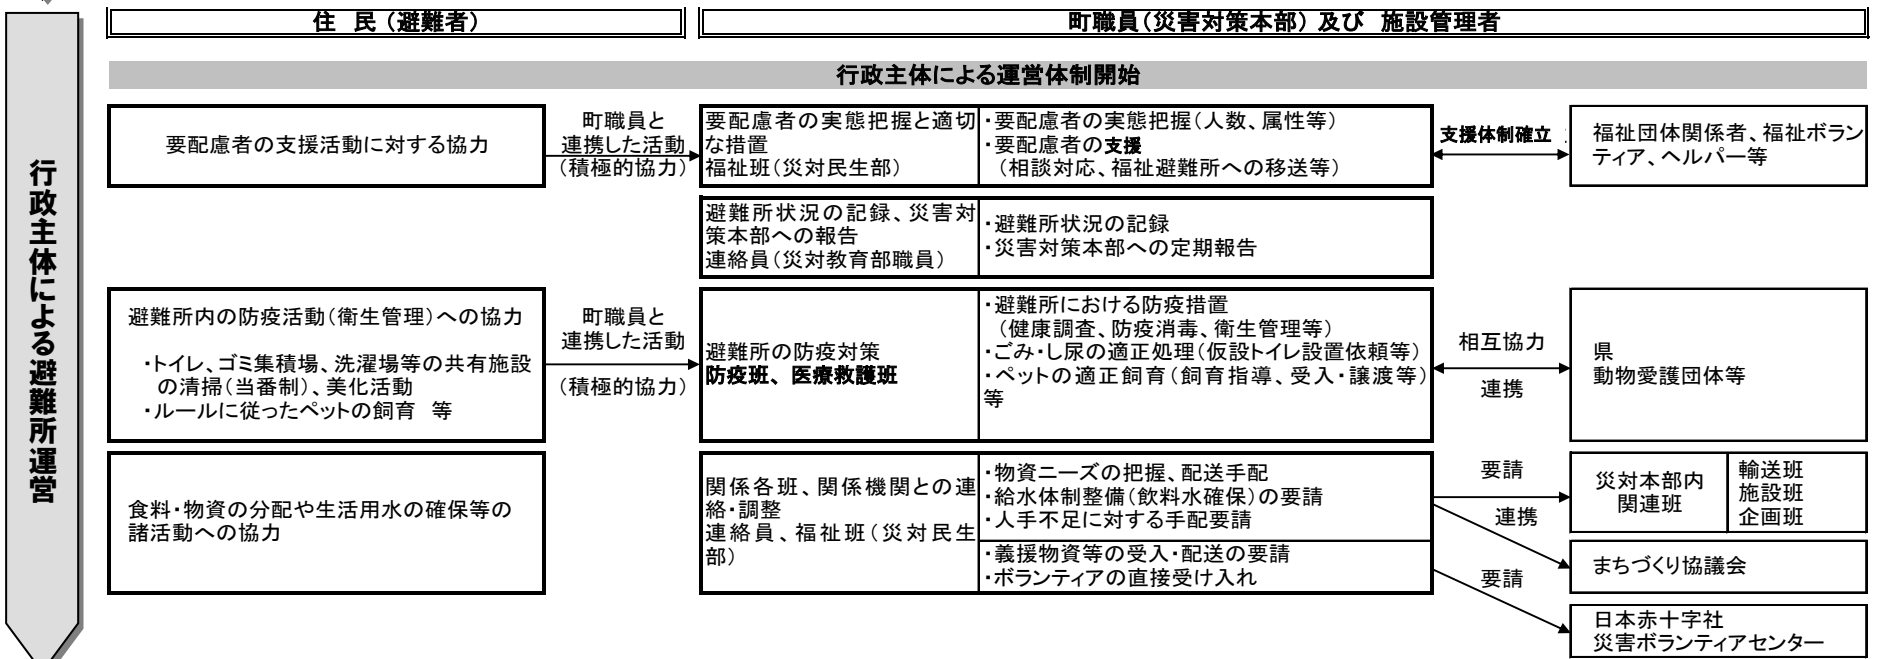 住　民（避難者）
町職員（災害対策本部）及び　施設管理者
行政主体による運営体制開始
行政主体による避難所運営
要配慮者の支援活動に対する協力
町職員と
連携した活動
（積極的協力）
要配慮者の実態把握と適切
な措置
福祉班（災対民生部）
・要配慮者の実態把握（人数、属性等）
・要配慮者の支援
（相談対応、福祉避難所への移送等）
支援体制確立
福祉団体関係者、福祉ボラン
ティア、ヘルパー等
避難所状況の記録、災害対
策本部への報告
連絡員（災対教育部職員）
・避難所状況の記録
・災害対策本部への定期報告
避難所内の防疫活動（衛生管理）への協力
・トイレ、ゴミ集積場、洗濯場等の共有施設
の清掃（当番制）、美化活動
・ルールに従ったペットの飼育　等
町職員と
連携した活動
（積極的協力）
避難所の防疫対策
防疫班、医療救護班
・避難所における防疫措置
（健康調査、防疫消毒、衛生管理等）
・ごみ・し尿の適正処理（仮設トイレ設置依頼等）
・ペットの適正飼育（飼育指導、受入・譲渡等）
等
相互協力
連携
県
動物愛護団体等
食料・物資の分配や生活用水の確保等の
諸活動への協力
関係各班、関係機関との連
絡・調整
連絡員、福祉班（災対民生
部）
・物資ニーズの把握、配送手配
・給水体制整備（飲料水確保）の要請
・人手不足に対する手配要請
・義援物資等の受入・配送の要請
・ボランティアの直接受け入れ
要請
連携
要請
災対本部内
関連班
輸送班
施設班
企画班
まちづくり協議会
日本赤十字社
災害ボランティアセンター